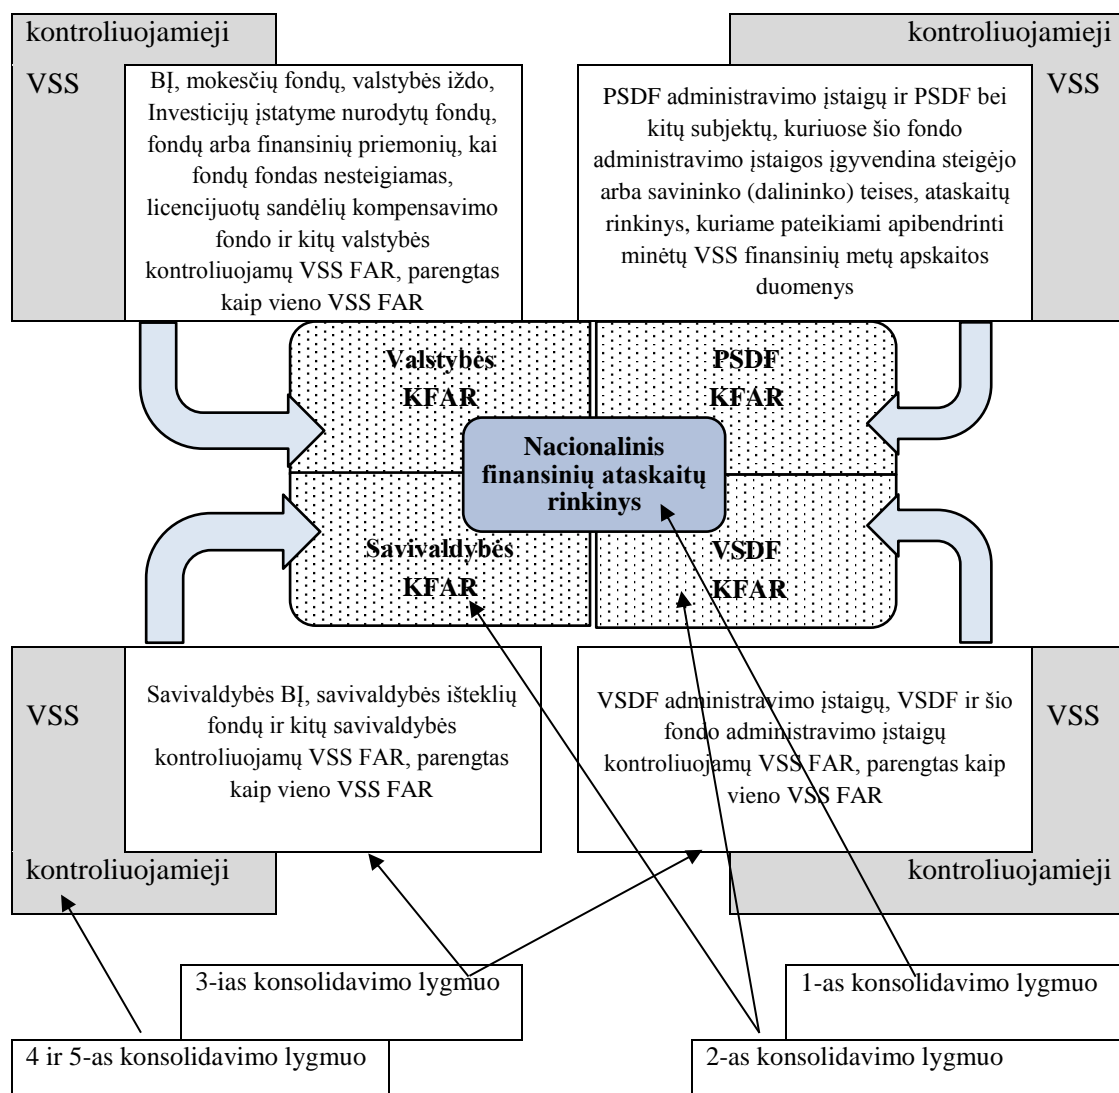 kontroliuojamieji
VSS
BĮ, mokesčių fondų, valstybės iždo,
Investicijų įstatyme nurodytų fondų,
fondų arba finansinių priemonių, kai
fondų fondas nesteigiamas,
licencijuotų sandėlių kompensavimo
fondo ir kitų valstybės
kontroliuojamų VSS FAR, parengtas
kaip vieno VSS FAR
kontroliuojamieji
VSS
PSDF administravimo įstaigų ir PSDF bei
kitų subjektų, kuriuose šio fondo
administravimo įstaigos įgyvendina steigėjo
arba savininko (dalininko) teises, ataskaitų
rinkinys, kuriame pateikiami apibendrinti
minėtų VSS finansinių metų apskaitos
duomenys
Valstybės
KFAR
PSDF
KFAR
Nacionalinis
finansinių ataskaitų
rinkinys
Savivaldybės
KFAR
VSDF
KFAR
VSS
Savivaldybės BĮ, savivaldybės išteklių
fondų ir kitų savivaldybės
kontroliuojamų VSS FAR, parengtas
kaip vieno VSS FAR
kontroliuojamieji
VSDF administravimo įstaigų, VSDF ir šio
fondo administravimo įstaigų
kontroliuojamų VSS FAR, parengtas kaip
vieno VSS FAR
VSS
kontroliuojamieji
3-ias konsolidavimo lygmuo
1-as konsolidavimo lygmuo
4 ir 5-as konsolidavimo lygmuo
2-as konsolidavimo lygmuo